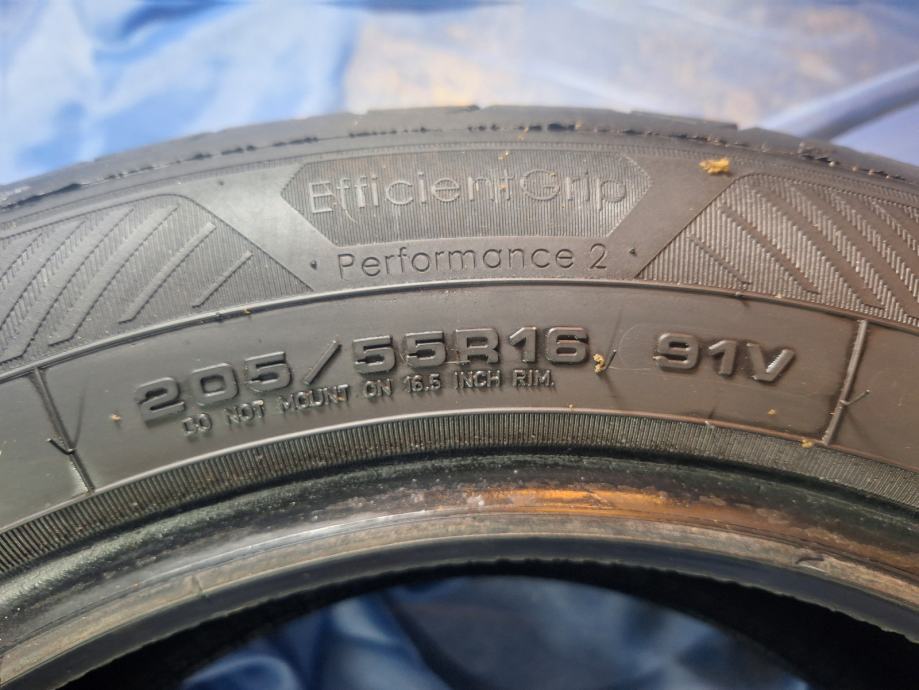 EfficientGrip
Performance 2
205/55R16 91V
DO NOT MOUNT ON 16.5 INCH RIM.